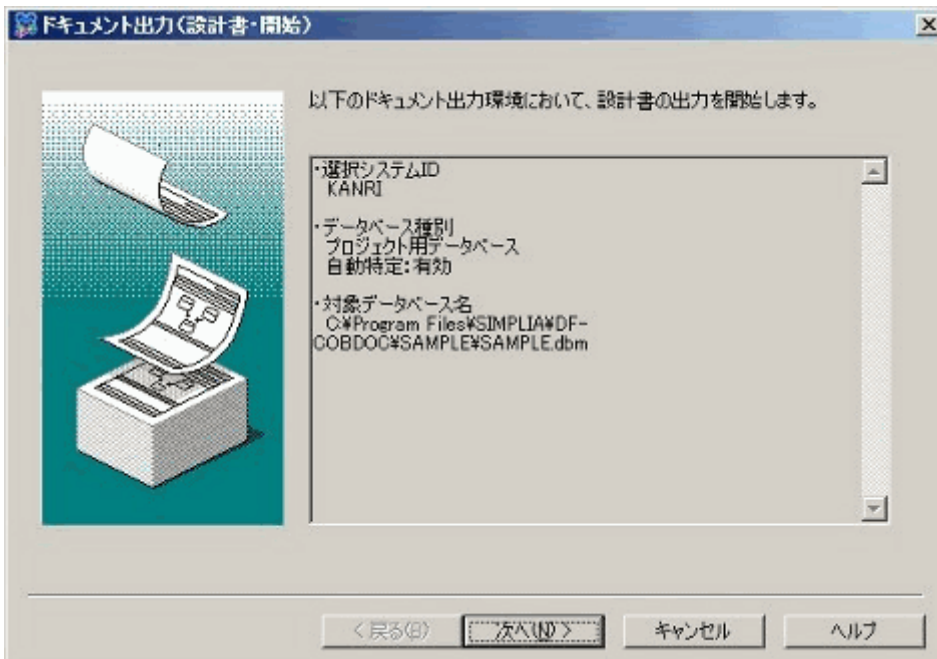 ドキュメント出力(設計書・開始)
以下のドキュメント出力環境において、設計書の出力を開始します。
・選択システムID
KANRI
・データベース種別
プロジェクト用データベース
自動特定：有効
・対象データベース名
C:¥Program Files¥SIMPLIA¥DF-
COBDOC¥SAMPLE¥SAMPLE.dbm
< 戻る(B)
次へ(N) >
キャンセル
ヘルプ